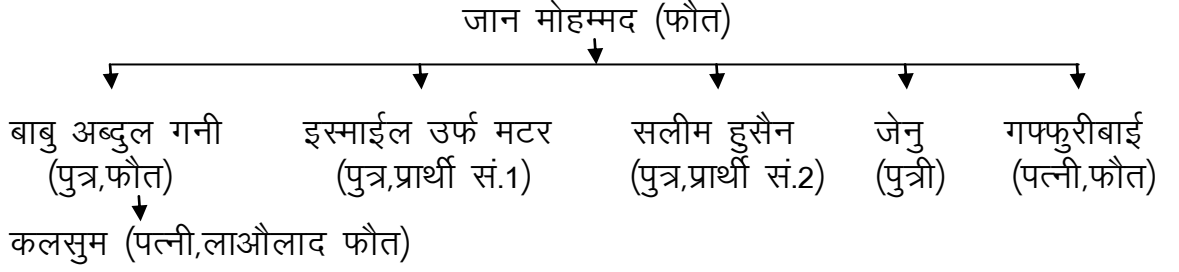 जान मोहम्मद (फौत)
बाबु अब्दुल गनी इस्माईल उर्फ मटर सलीम हुसैन जेनु गफ्फुरीबाई
(पुत्र,फौत) (पुत्र,प्रार्थी सं.1) (पुत्र,प्रार्थी सं.2) (पुत्री) (पत्नी,फौत)
कलसुम (पत्नी,लाऔलाद फौत)